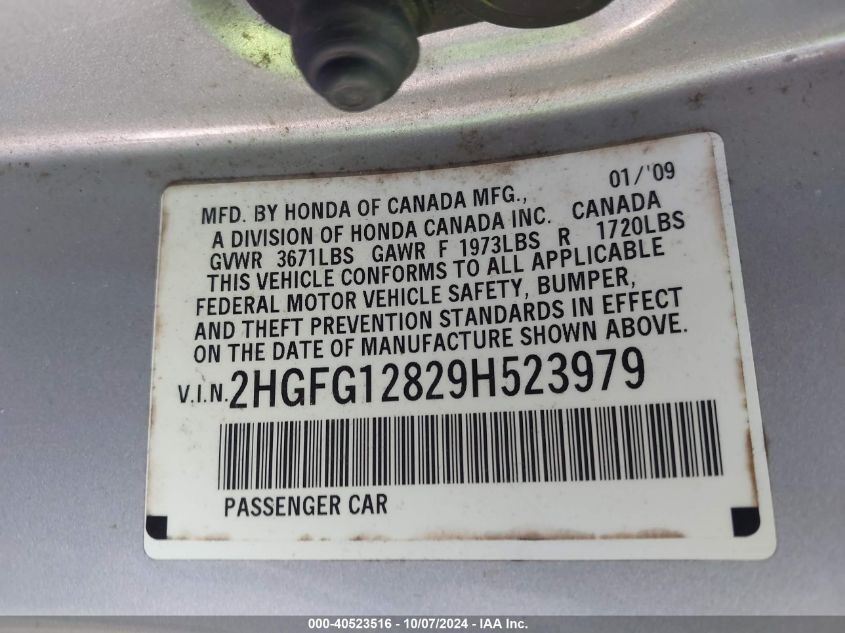 01/'09
MFD. BY HONDA OF CANADA MFG.,
A DIVISION OF HONDA CANADA INC. CANADA
GVWR 3671LBS GAWR F 1973LBS R 1720LBS
THIS VEHICLE CONFORMS TO ALL APPLICABLE
FEDERAL MOTOR VEHICLE SAFETY, BUMPER,
AND THEFT PREVENTION STANDARDS IN EFFECT
ON THE DATE OF MANUFACTURE SHOWN ABOVE.
V.I.N. 2HGFG12829H523979
PASSENGER CAR
000-40523516 - 10/07/2024 - IAA Inc.